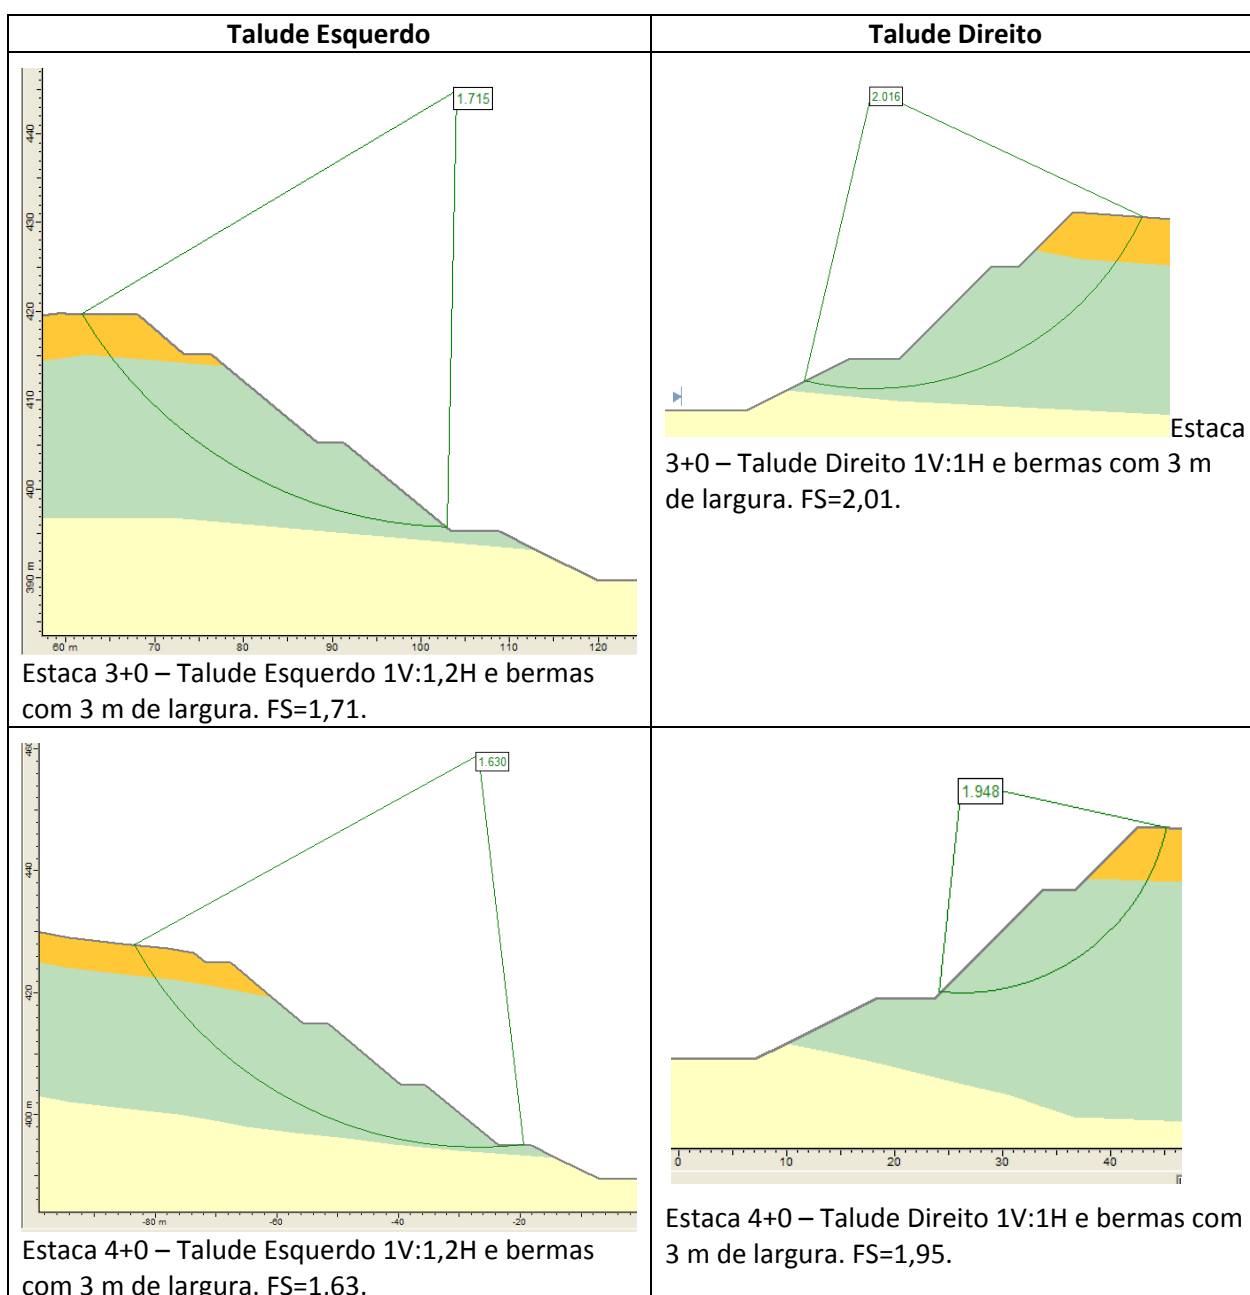 Talude Esquerdo
Talude Direito
1.715
440
430
420
410
400
390 m
60 m 70 80 90 100 110 120
Estaca 3+0 – Talude Esquerdo 1V:1,2H e bermas
com 3 m de largura. FS=1,71.
2.016
Estaca
3+0 – Talude Direito 1V:1H e bermas com 3 m
de largura. FS=2,01.
1.630
460
440
420
400 m
-80 m -60 -40 -20
Estaca 4+0 – Talude Esquerdo 1V:1,2H e bermas
com 3 m de largura. FS=1,63.
1.948
0 10 20 30 40
Estaca 4+0 – Talude Direito 1V:1H e bermas com
3 m de largura. FS=1,95.